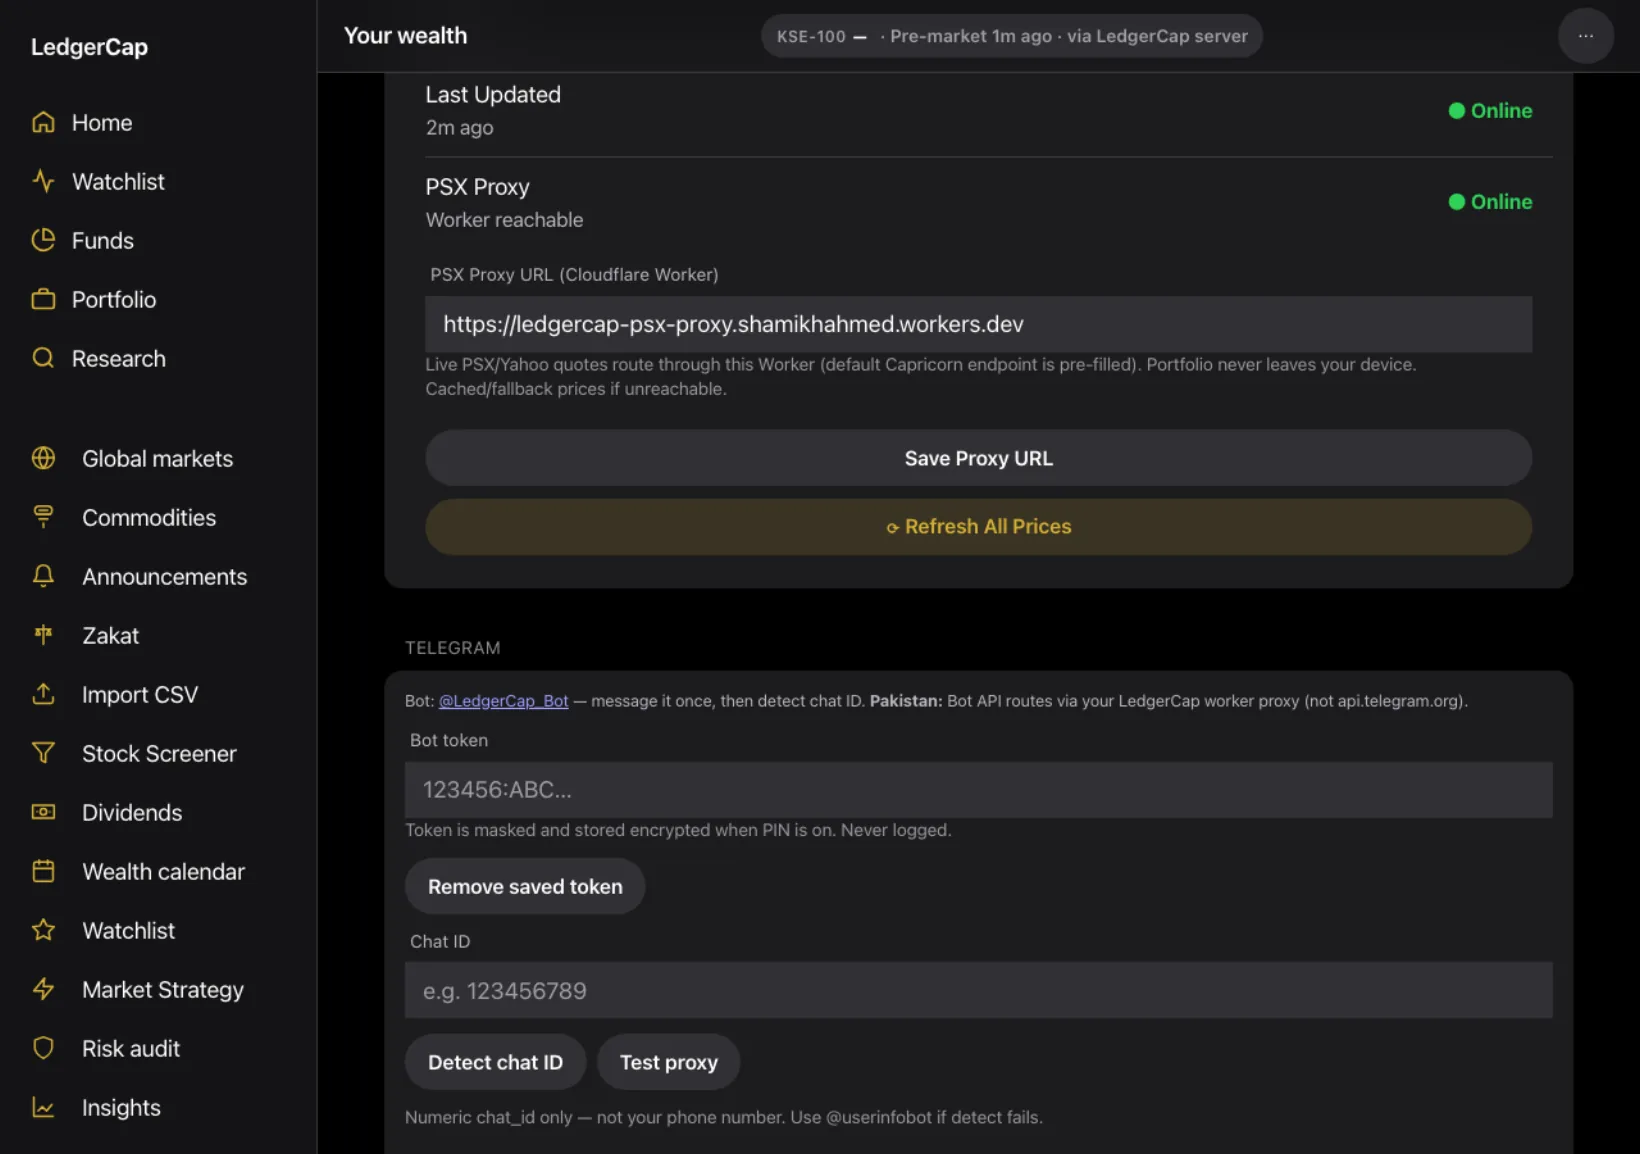 LedgerCap
Home
Watchlist
Funds
Portfolio
Research
Global markets
Commodities
Announcements
Zakat
Import CSV
Stock Screener
Dividends
Wealth calendar
Watchlist
Market Strategy
Risk audit
Insights
Your wealth
KSE-100 — · Pre-market 1m ago · via LedgerCap server
...
Last Updated
2m ago
Online
PSX Proxy
Worker reachable
Online
PSX Proxy URL (Cloudflare Worker)
https://ledgercap-psx-proxy.shamikhahmed.workers.dev
Live PSX/Yahoo quotes route through this Worker (default Capricorn endpoint is pre-filled). Portfolio never leaves your device.
Cached/fallback prices if unreachable.
Save Proxy URL
⟳ Refresh All Prices
TELEGRAM
Bot: @LedgerCap_Bot — message it once, then detect chat ID. Pakistan: Bot API routes via your LedgerCap worker proxy (not api.telegram.org).
Bot token
123456:ABC...
Token is masked and stored encrypted when PIN is on. Never logged.
Remove saved token
Chat ID
e.g. 123456789
Detect chat ID
Test proxy
Numeric chat_id only — not your phone number. Use @userinfobot if detect fails.